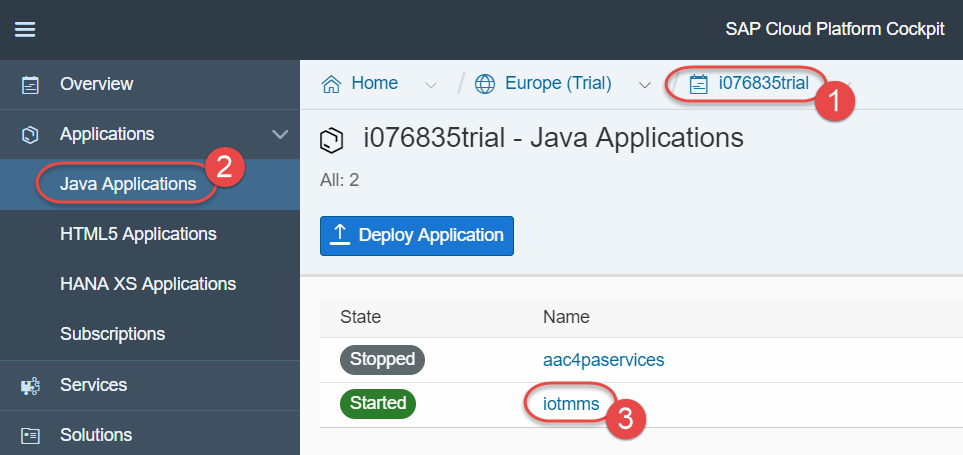 SAP Cloud Platform Cockpit
Overview
Applications
Java Applications
2
HTML5 Applications
HANA XS Applications
Subscriptions
Services
Solutions
Home / Europe (Trial) / i076835trial
1
i076835trial - Java Applications
All: 2
Deploy Application
State Name
Stopped aac4paservices
Started iotmms
3